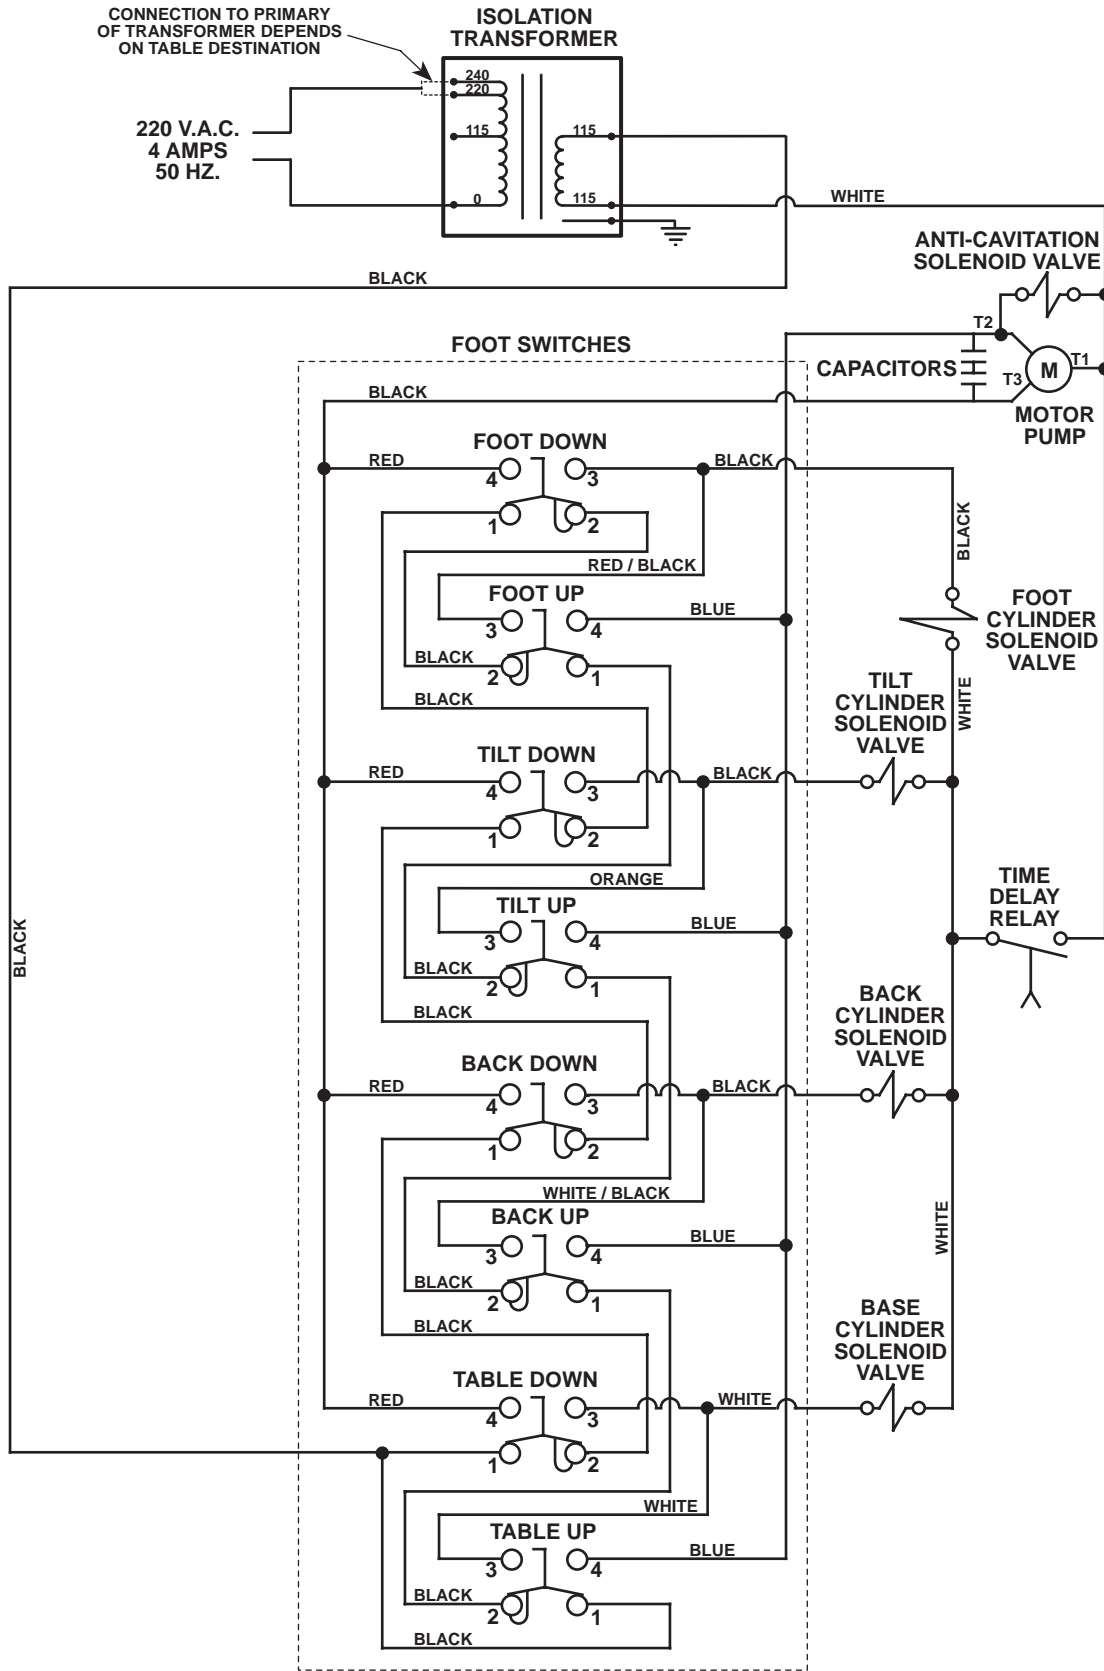 CONNECTION TO PRIMARY
OF TRANSFORMER DEPENDS
ON TABLE DESTINATION
ISOLATION
TRANSFORMER
240
220
115
0
115
115
220 V.A.C.
4 AMPS
50 HZ.
WHITE
BLACK
ANTI-CAVITATION
SOLENOID VALVE
T2
CAPACITORS
T3
M
T1
MOTOR
PUMP
FOOT SWITCHES
BLACK
FOOT DOWN
RED
4
3
BLACK
1
2
BLACK
RED / BLACK
FOOT UP
3
4
BLUE
BLACK
2
1
BLACK
FOOT
CYLINDER
SOLENOID
VALVE
WHITE
TILT
CYLINDER
SOLENOID
VALVE
TILT DOWN
RED
4
3
BLACK
1
2
ORANGE
TILT UP
3
4
BLUE
BLACK
2
1
BLACK
TIME
DELAY
RELAY
BLACK
BACK
CYLINDER
SOLENOID
VALVE
BACK DOWN
RED
4
3
BLACK
1
2
WHITE / BLACK
BACK UP
3
4
BLUE
BLACK
2
1
BLACK
WHITE
BASE
CYLINDER
SOLENOID
VALVE
TABLE DOWN
RED
4
3
WHITE
1
2
WHITE
TABLE UP
3
4
BLUE
BLACK
2
1
BLACK